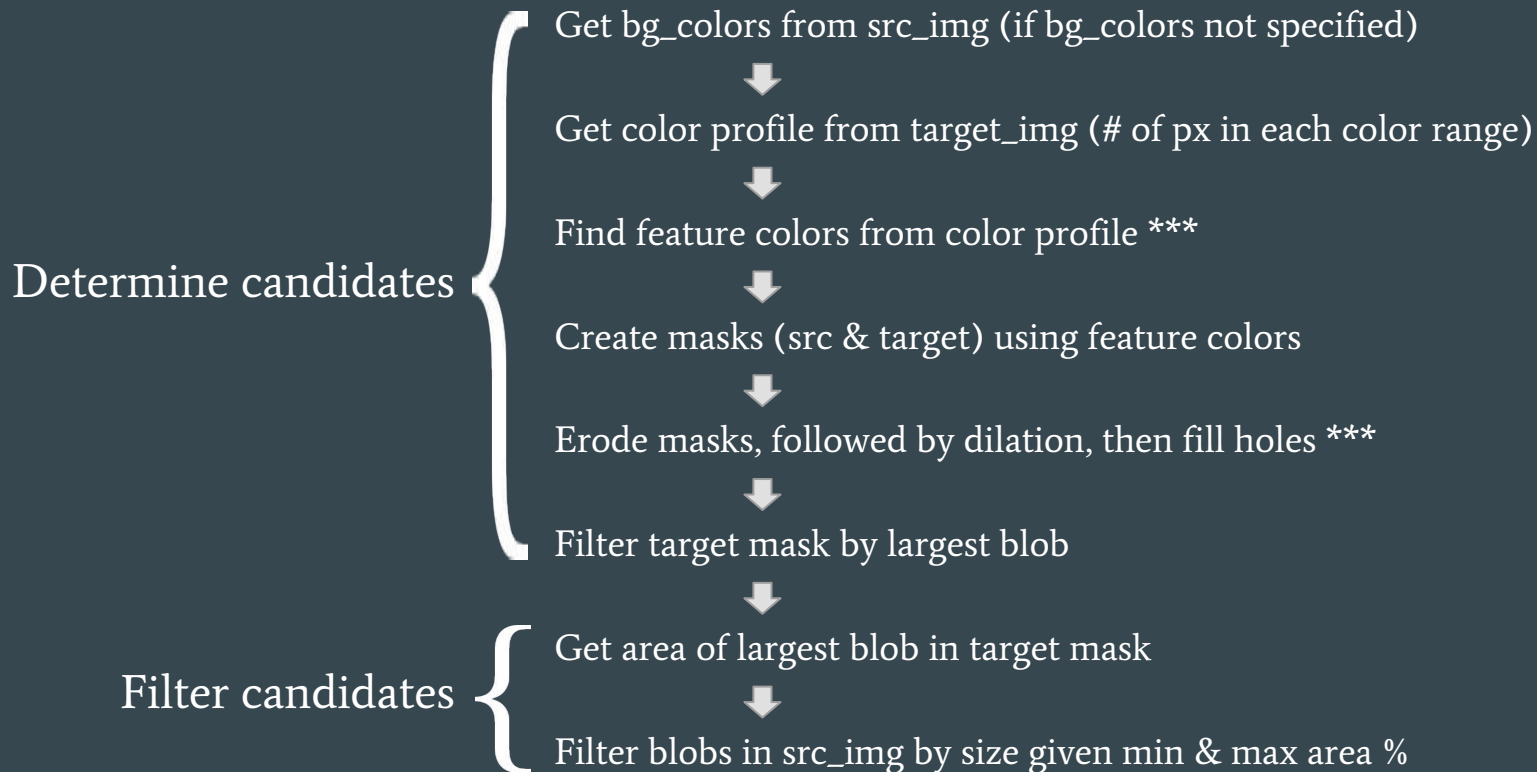 Get bg_colors from src_img (if bg_colors not specified)
Get color profile from target_img (# of px in each color range)
Find feature colors from color profile ***
Determine candidates
Create masks (src & target) using feature colors
Erode masks, followed by dilation, then fill holes ***
Filter target mask by largest blob
Get area of largest blob in target mask
Filter candidates
Filter blobs in src_img by size given min & max area %